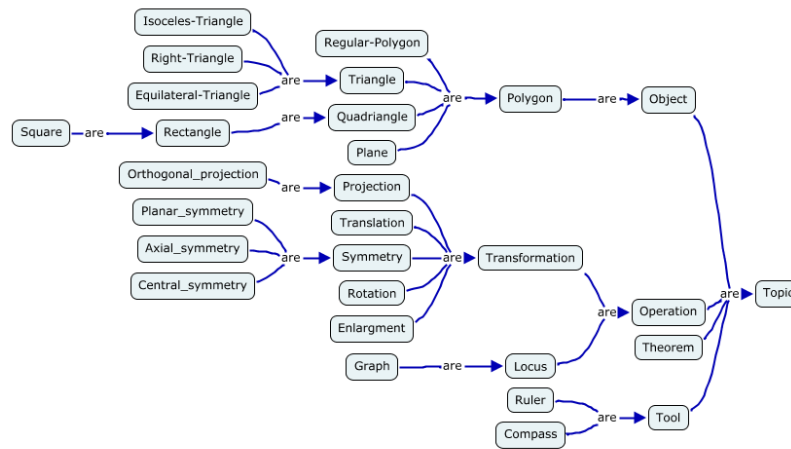 Isoceles-Triangle
Regular-Polygon
Right-Triangle
are
Triangle
Equilateral-Triangle
are
Polygon
are
Object
Square
are
Rectangle
are
Quadriangle
Plane
Orthogonal_projection
are
Projection
Planar_symmetry
Translation
Axial_symmetry
are
Symmetry
are
Transformation
Central_symmetry
Rotation
are
Topic
Enlargment
are
Operation
Theorem
Graph
are
Locus
Ruler
are
Tool
Compass